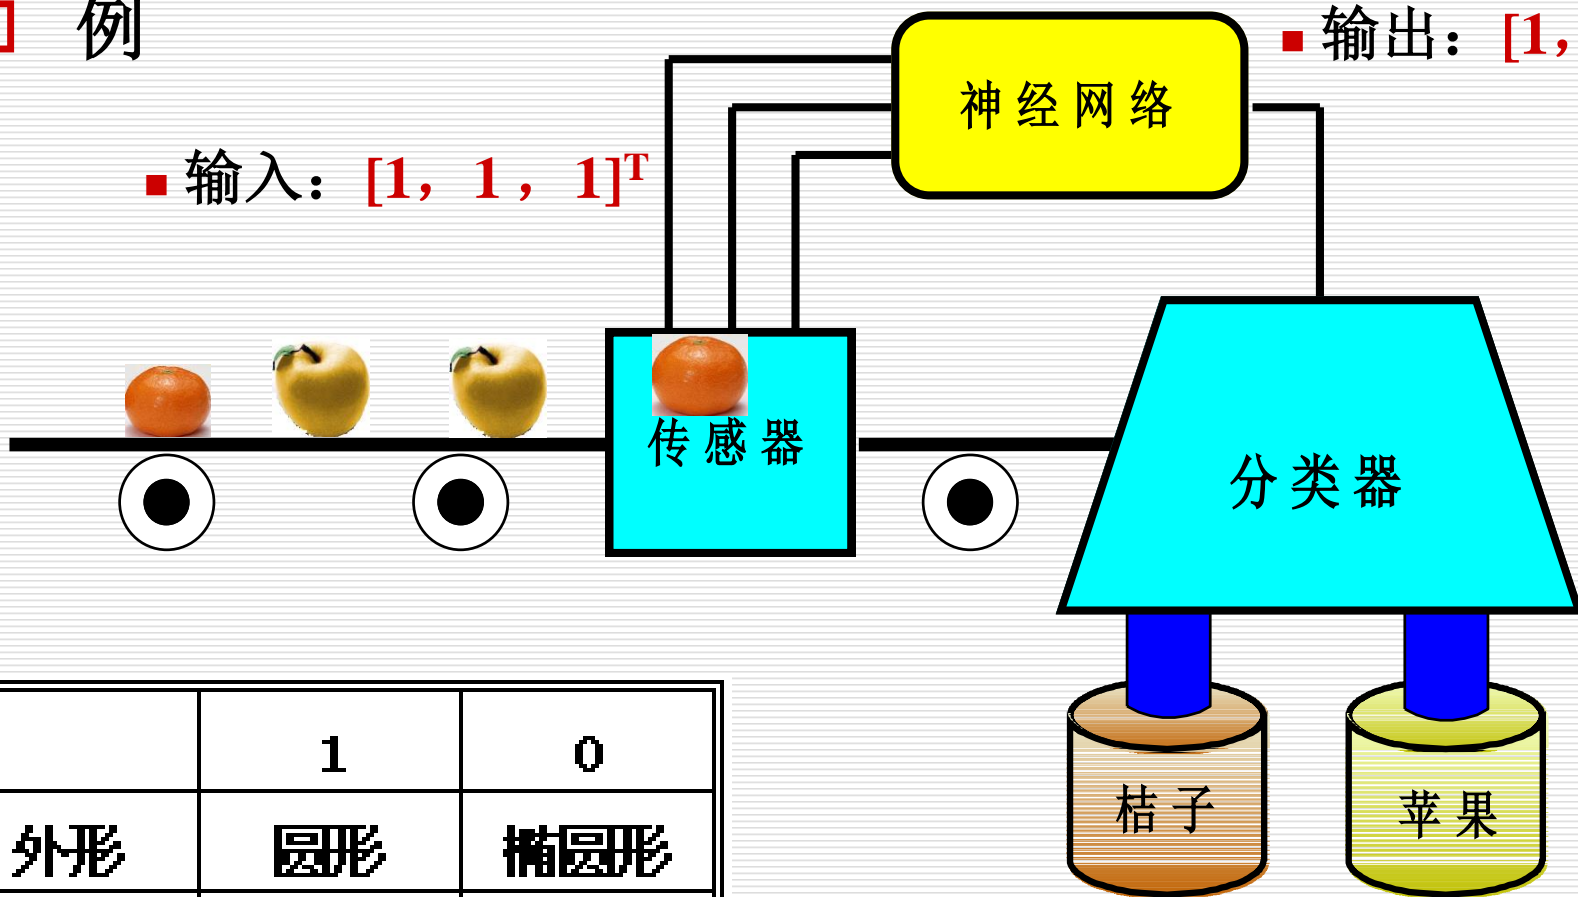 例
输出：[1，
神经网络
输入：[1，1，1]T
传感器
分类器
1 0
外形 圆形 椭圆形
桔子
苹果